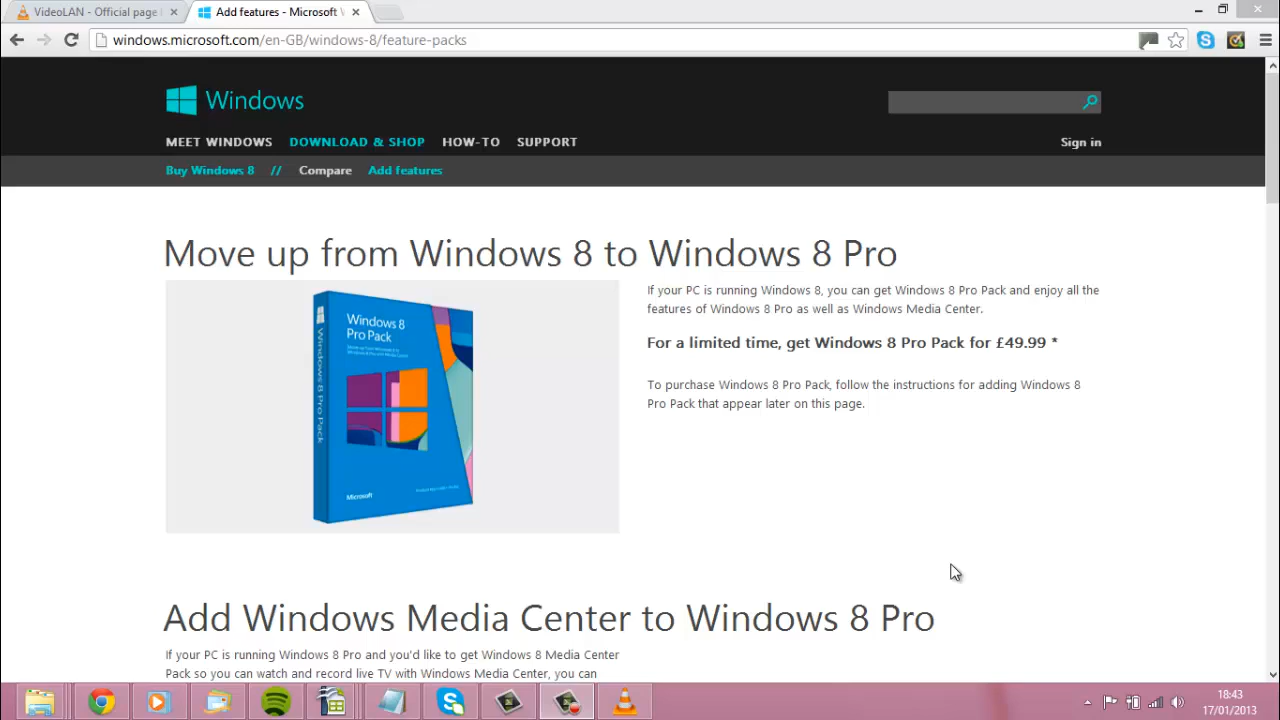 VideoLAN - Official page
Add features - Microsoft
windows.microsoft.com/en-GB/windows-8/feature-packs
Windows
MEET WINDOWS DOWNLOAD & SHOP HOW-TO SUPPORT
Sign in
Buy Windows 8 // Compare Add features
Move up from Windows 8 to Windows 8 Pro
Windows 8
Pro Pack
Windows 8 Pro Pack
Microsoft
If your PC is running Windows 8, you can get Windows 8 Pro Pack and enjoy all the
features of Windows 8 Pro as well as Windows Media Center.
For a limited time, get Windows 8 Pro Pack for £49.99 *
To purchase Windows 8 Pro Pack, follow the instructions for adding Windows 8
Pro Pack that appear later on this page.
Add Windows Media Center to Windows 8 Pro
If your PC is running Windows 8 Pro and you'd like to get Windows 8 Media Center
Pack so you can watch and record live TV with Windows Media Center, you can
18:43
17/01/2013